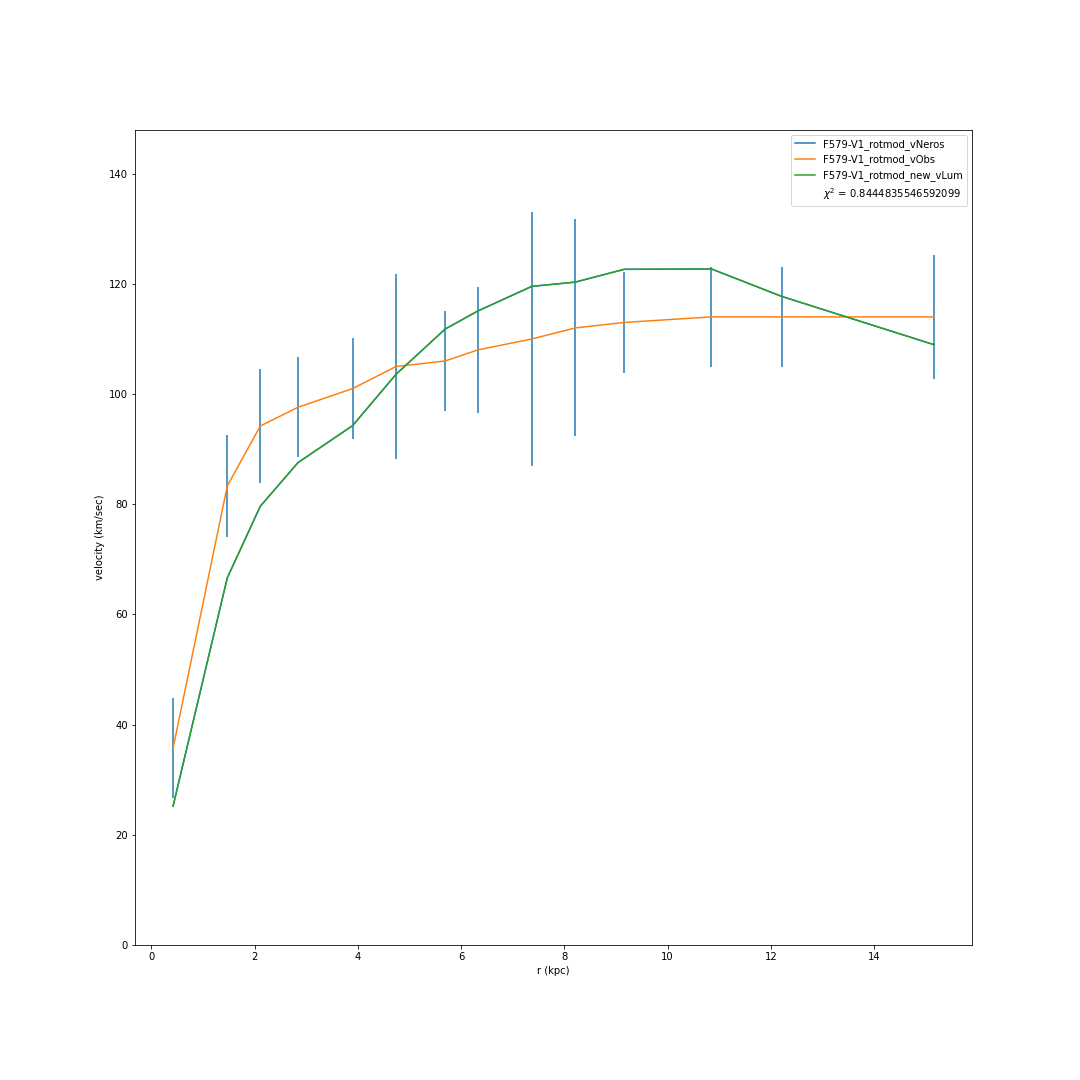 F579-V1_rotmod_vNeros
F579-V1_rotmod_vObs
F579-V1_rotmod_new_vLum
χ² = 0.8444835546592099
140
120
100
80
60
40
20
0
velocity (km/sec)
0 2 4 6 8 10 12 14
r (kpc)